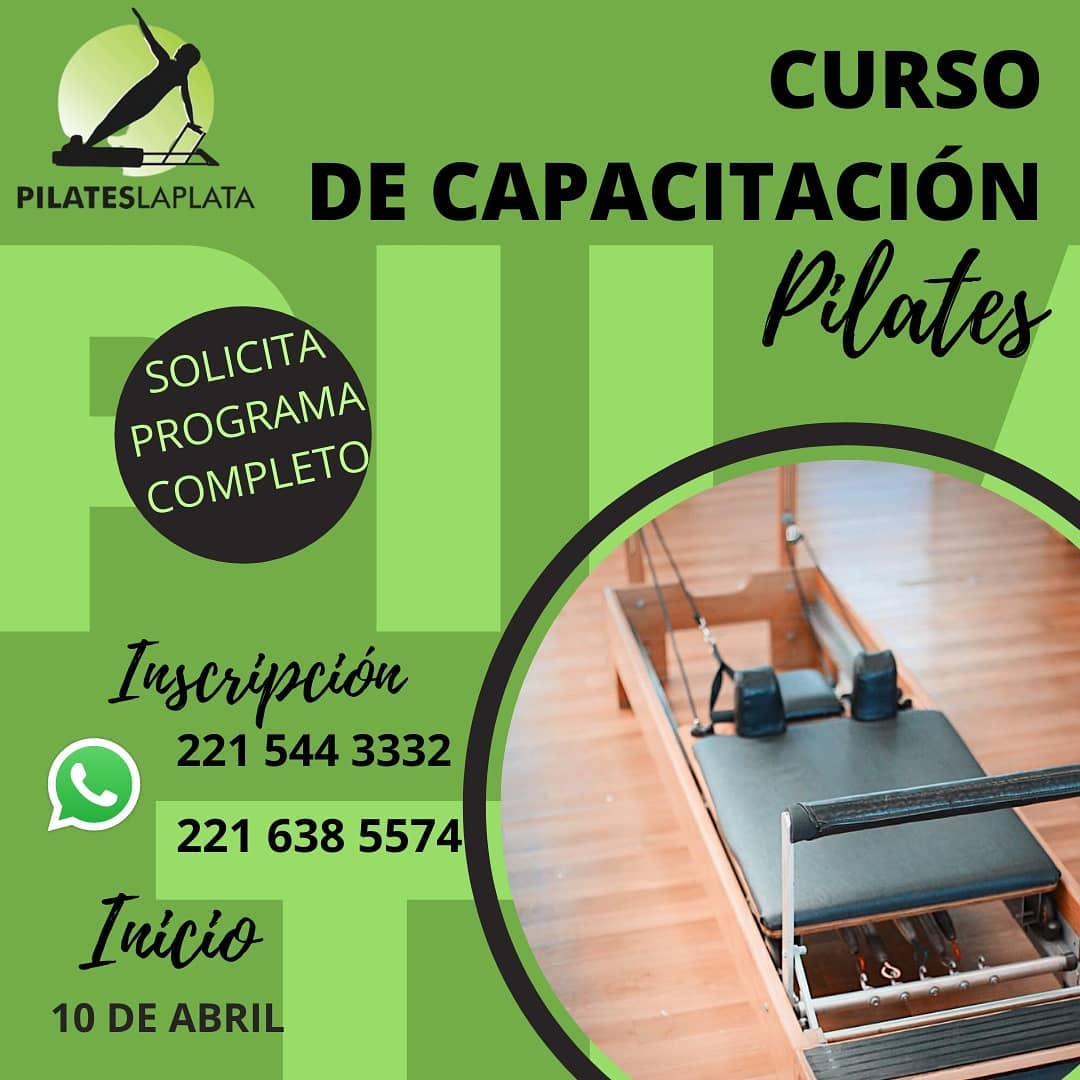 PILATESLAPLATA
CURSO
DE CAPACITACIÓN
Pilates
SOLICITA
PROGRAMA
COMPLETO
Inscripción
221 544 3332
221 638 5574
Inicio
10 DE ABRIL
PILA
T